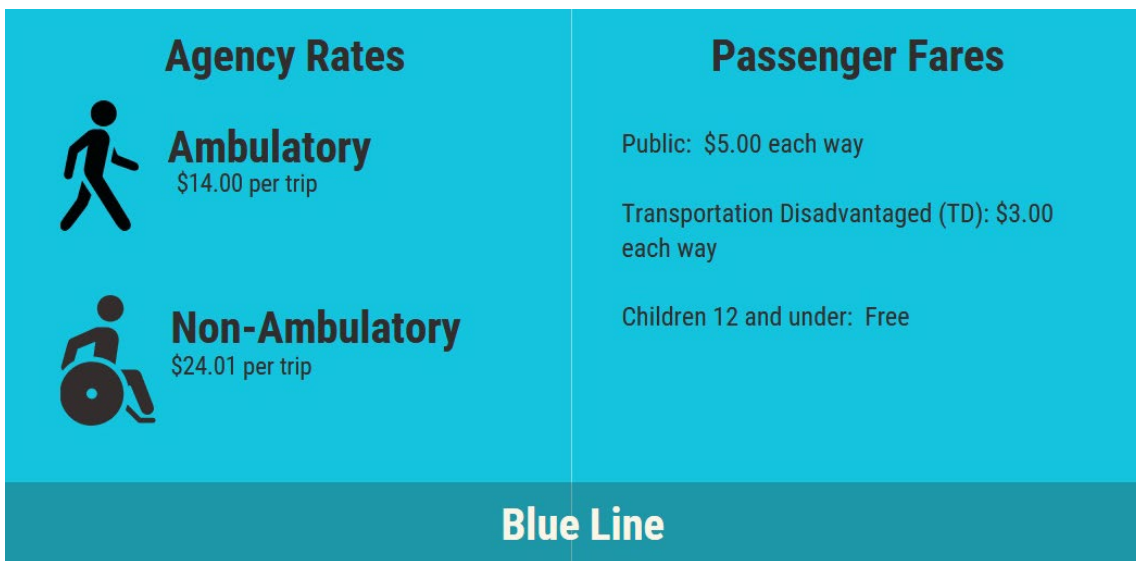 Agency Rates
Ambulatory
$14.00 per trip
Non-Ambulatory
$24.01 per trip
Passenger Fares
Public:  $5.00 each way
Transportation Disadvantaged (TD): $3.00
each way
Children 12 and under:  Free
Blue Line